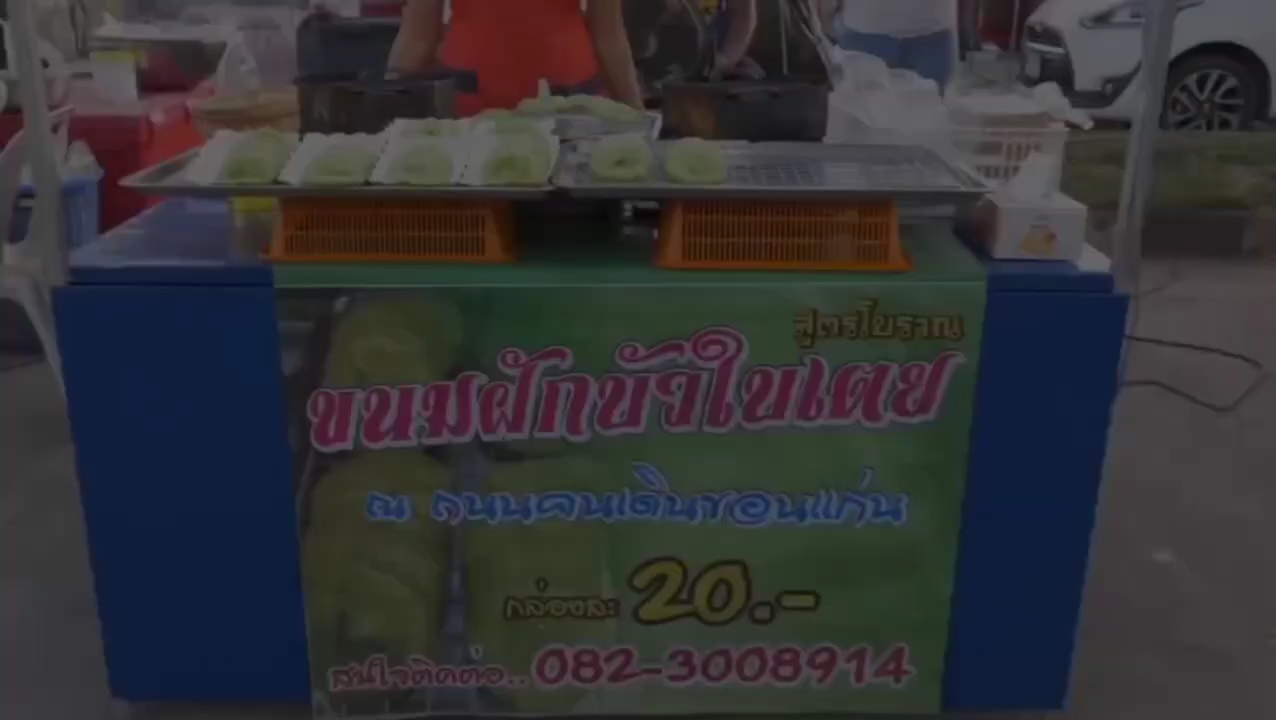 สูตรโบราณ
ขนมฝักบัวใบเตย
ณ ถนนคนเดินขอนแก่น
กล่องละ 20.-
สนใจติดต่อ.. 082-3008914